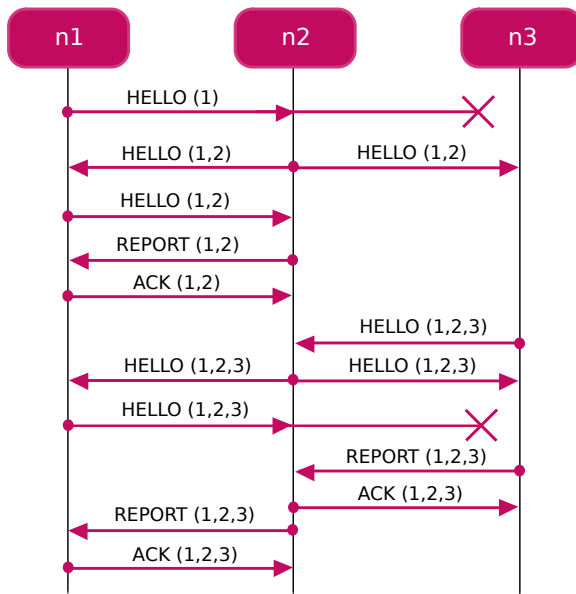 n1 n2 n3
HELLO (1)
HELLO (1,2) HELLO (1,2)
HELLO (1,2)
REPORT (1,2)
ACK (1,2)
HELLO (1,2,3)
HELLO (1,2,3) HELLO (1,2,3)
HELLO (1,2,3)
REPORT (1,2,3)
ACK (1,2,3)
REPORT (1,2,3)
ACK (1,2,3)